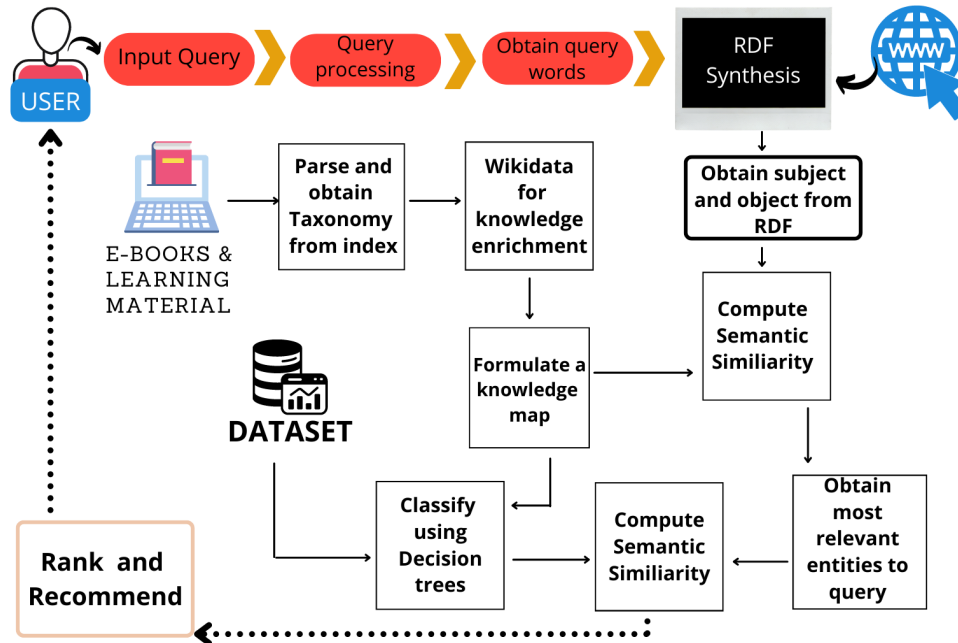 USER
Input Query
Query
processing
Obtain query
words
RDF
Synthesis
WWW
E-BOOKS &
LEARNING
MATERIAL
Parse and
obtain
Taxonomy
from index
Wikidata
for
knowledge
enrichment
Obtain subject
and object from
RDF
Compute
Semantic
Similiarity
Formulate a
knowledge
map
DATASET
Classify
using
Decision
trees
Compute
Semantic
Similiarity
Obtain
most
relevant
entities to
query
Rank and
Recommend